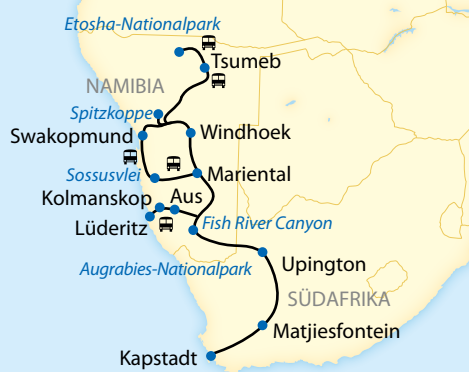 Etosha-Nationalpark
Tsumeb
NAMIBIA
Spitzkoppe
Swakopmund
Windhoek
Sossusvlei
Mariental
Kolmanskop
Aus
Lüderitz
Fish River Canyon
Augrabies-Nationalpark
Upington
SÜDAFRIKA
Matjiesfontein
Kapstadt